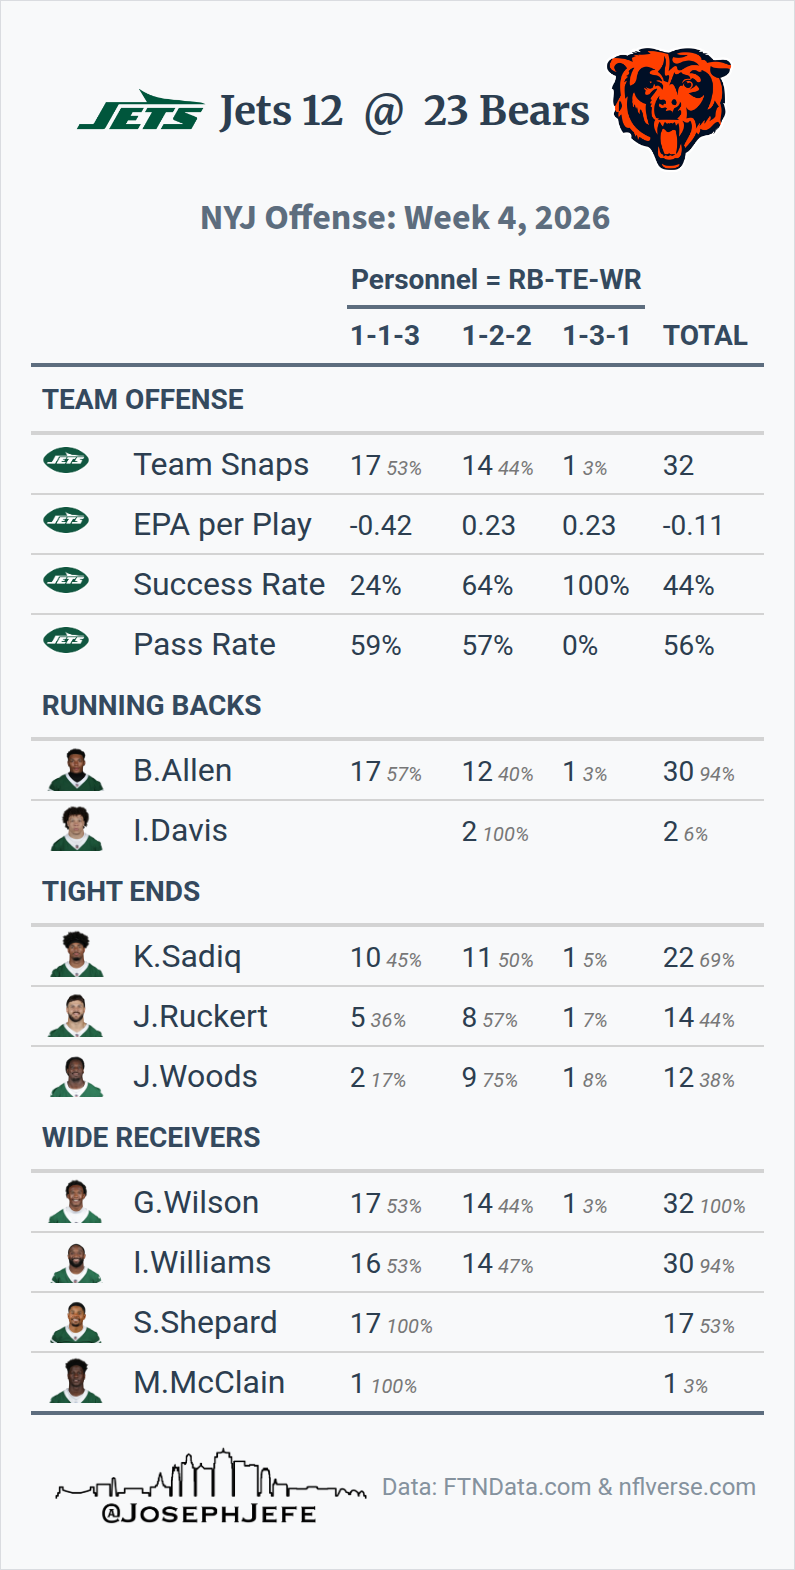 JETS Jets 12 @ 23 Bears
NYJ Offense: Week 4, 2026
Personnel = RB-TE-WR
1-1-3 1-2-2 1-3-1 TOTAL
TEAM OFFENSE
JETS Team Snaps 17 53% 14 44% 1 3% 32
JETS EPA per Play -0.42 0.23 0.23 -0.11
JETS Success Rate 24% 64% 100% 44%
JETS Pass Rate 59% 57% 0% 56%
RUNNING BACKS
B.Allen 17 57% 12 40% 1 3% 30 94%
I.Davis 2 100% 2 6%
TIGHT ENDS
K.Sadiq 10 45% 11 50% 1 5% 22 69%
J.Ruckert 5 36% 8 57% 1 7% 14 44%
J.Woods 2 17% 9 75% 1 8% 12 38%
WIDE RECEIVERS
G.Wilson 17 53% 14 44% 1 3% 32 100%
I.Williams 16 53% 14 47% 30 94%
S.Shepard 17 100% 17 53%
M.McClain 1 100% 1 3%
@JosephJefe Data: FTNData.com & nflverse.com